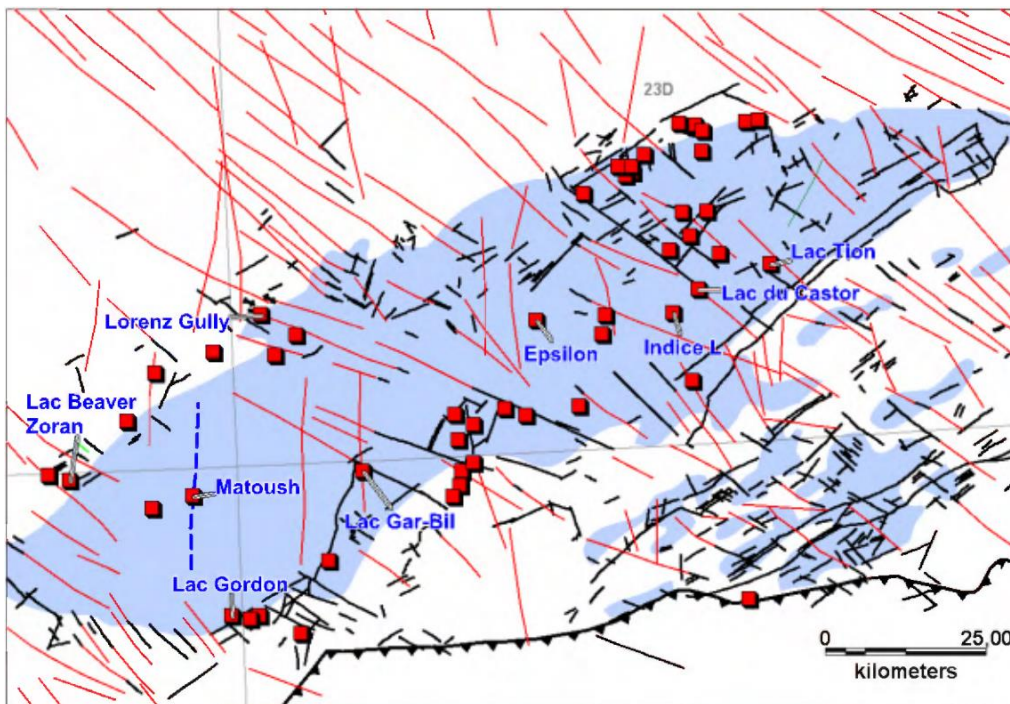 23D
Lac Tion
Lac du Castor
Lorenz Gully
Epsilon
Indice L
Lac Beaver
Zoran
Matoush
Lac Gar-Bil
Lac Gordon
0 25,00
kilometers